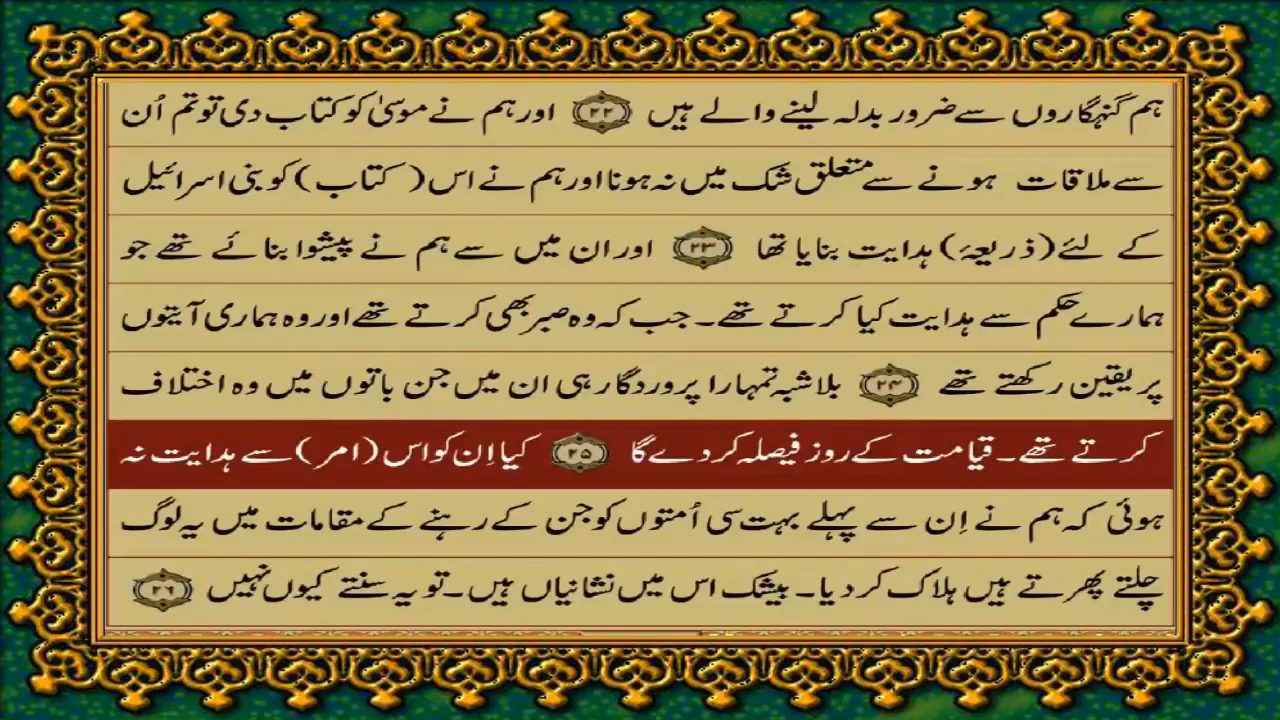 ہم گنہگاروں سے ضرور بدلہ لینے والے ہیں ۲۲ اور ہم نے موسیٰ کو کتاب دی تو تم اُن
سے ملاقات ہونے سے متعلق شک میں نہ ہونا اور ہم نے اس (کتاب) کو بنی اسرائیل
کے لئے (ذریعۂ) ہدایت بنایا تھا ۲۳ اور ان میں سے ہم نے پیشوا بنائے تھے جو
ہمارے حکم سے ہدایت کیا کرتے تھے۔ جب کہ وہ صبر بھی کرتے تھے اور وہ ہماری آیتوں
پر یقین رکھتے تھے ۲۴ بلاشبہ تمہارا پروردگار ہی ان میں جن باتوں میں وہ اختلاف
کرتے تھے۔ قیامت کے روز فیصلہ کر دے گا ۲۵ کیا اِن کو اس (امر) سے ہدایت نہ
ہوئی کہ ہم نے اِن سے پہلے بہت سی اُمتوں کو جن کے رہنے کے مقامات میں یہ لوگ
چلتے پھرتے ہیں ہلاک کر دیا۔ بیشک اس میں نشانیاں ہیں۔ تو یہ سنتے کیوں نہیں ۲۶